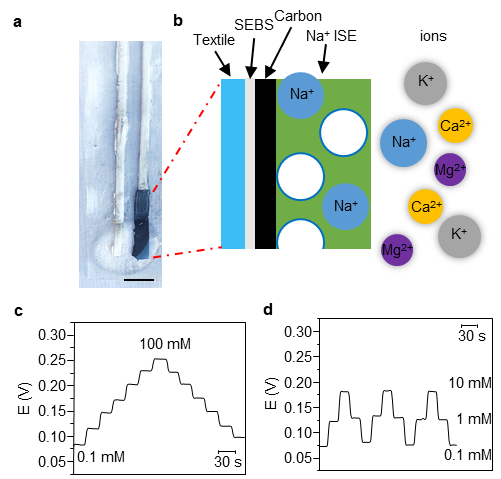 a
b
SEBS
Carbon
Textile
Na⁺ ISE
ions
Na⁺
Na⁺
K⁺
Ca²⁺
Na⁺
Mg²⁺
Ca²⁺
K⁺
Mg²⁺
c
E (V)
0.30
0.25
0.20
0.15
0.10
0.05
100 mM
0.1 mM
30 s
d
E (V)
0.30
0.25
0.20
0.15
0.10
0.05
30 s
10 mM
1 mM
0.1 mM